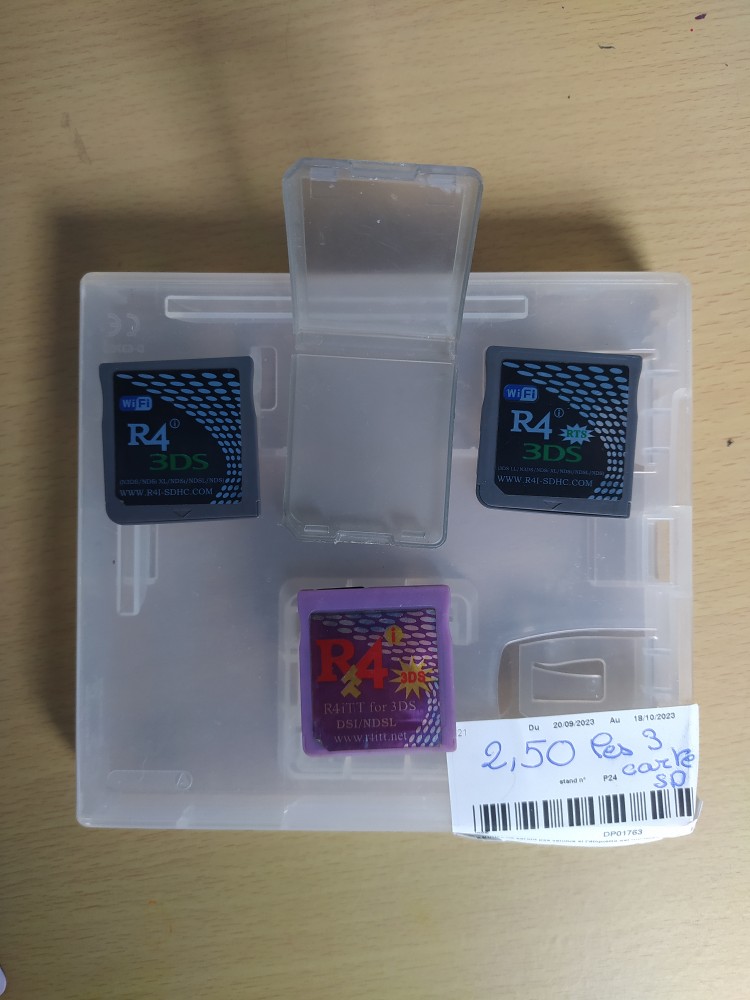 WiFi
R4 i
3DS
WWW.R4I-SDHC.COM
WiFi
R4 i
RTS
3DS
WWW.R4I-SDHC.COM
R4 i
3DS
R4iTT for 3DS
DSI/NDSL
www.r4itt.net
21
Du 20/09/2023 Au 18/10/2023
2,50 les 3
carte
SD
stand n° P24
DP01763